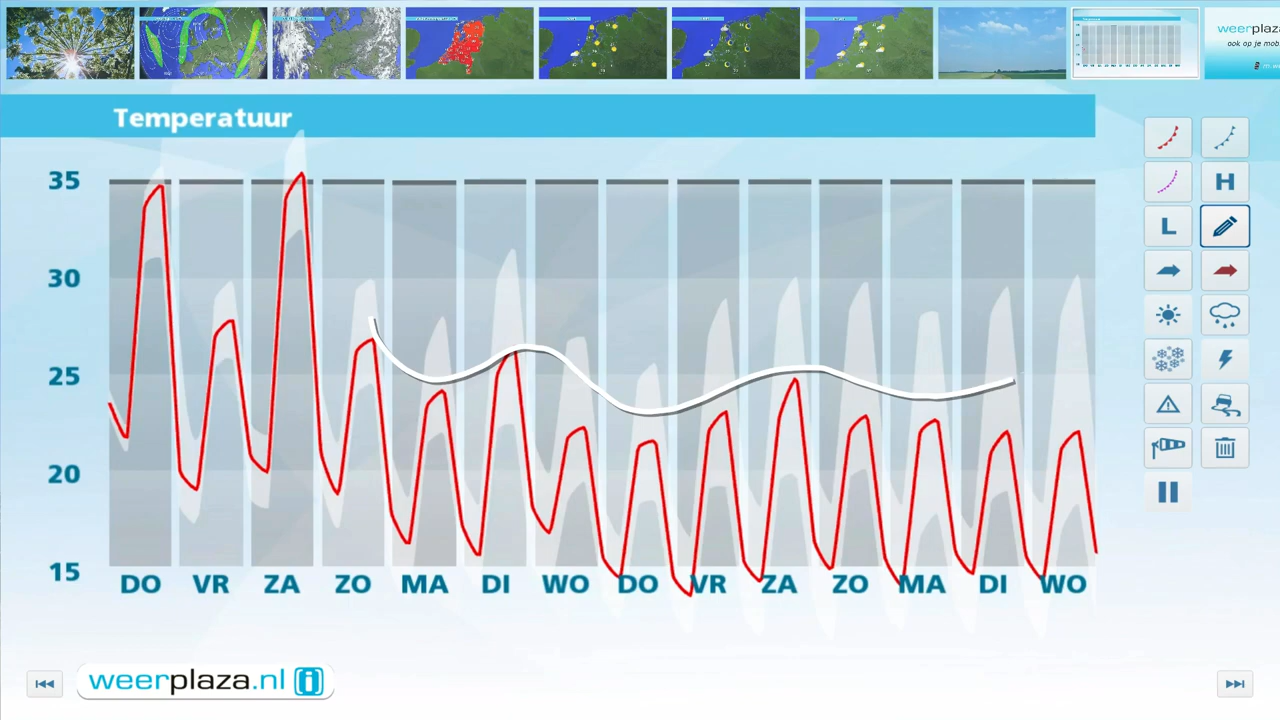 weerplaza
ook op je mob
Temperatuur
35
30
25
20
15
DO VR ZA ZO MA DI WO DO VR ZA ZO MA DI WO
H
L
weerplaza.nl i